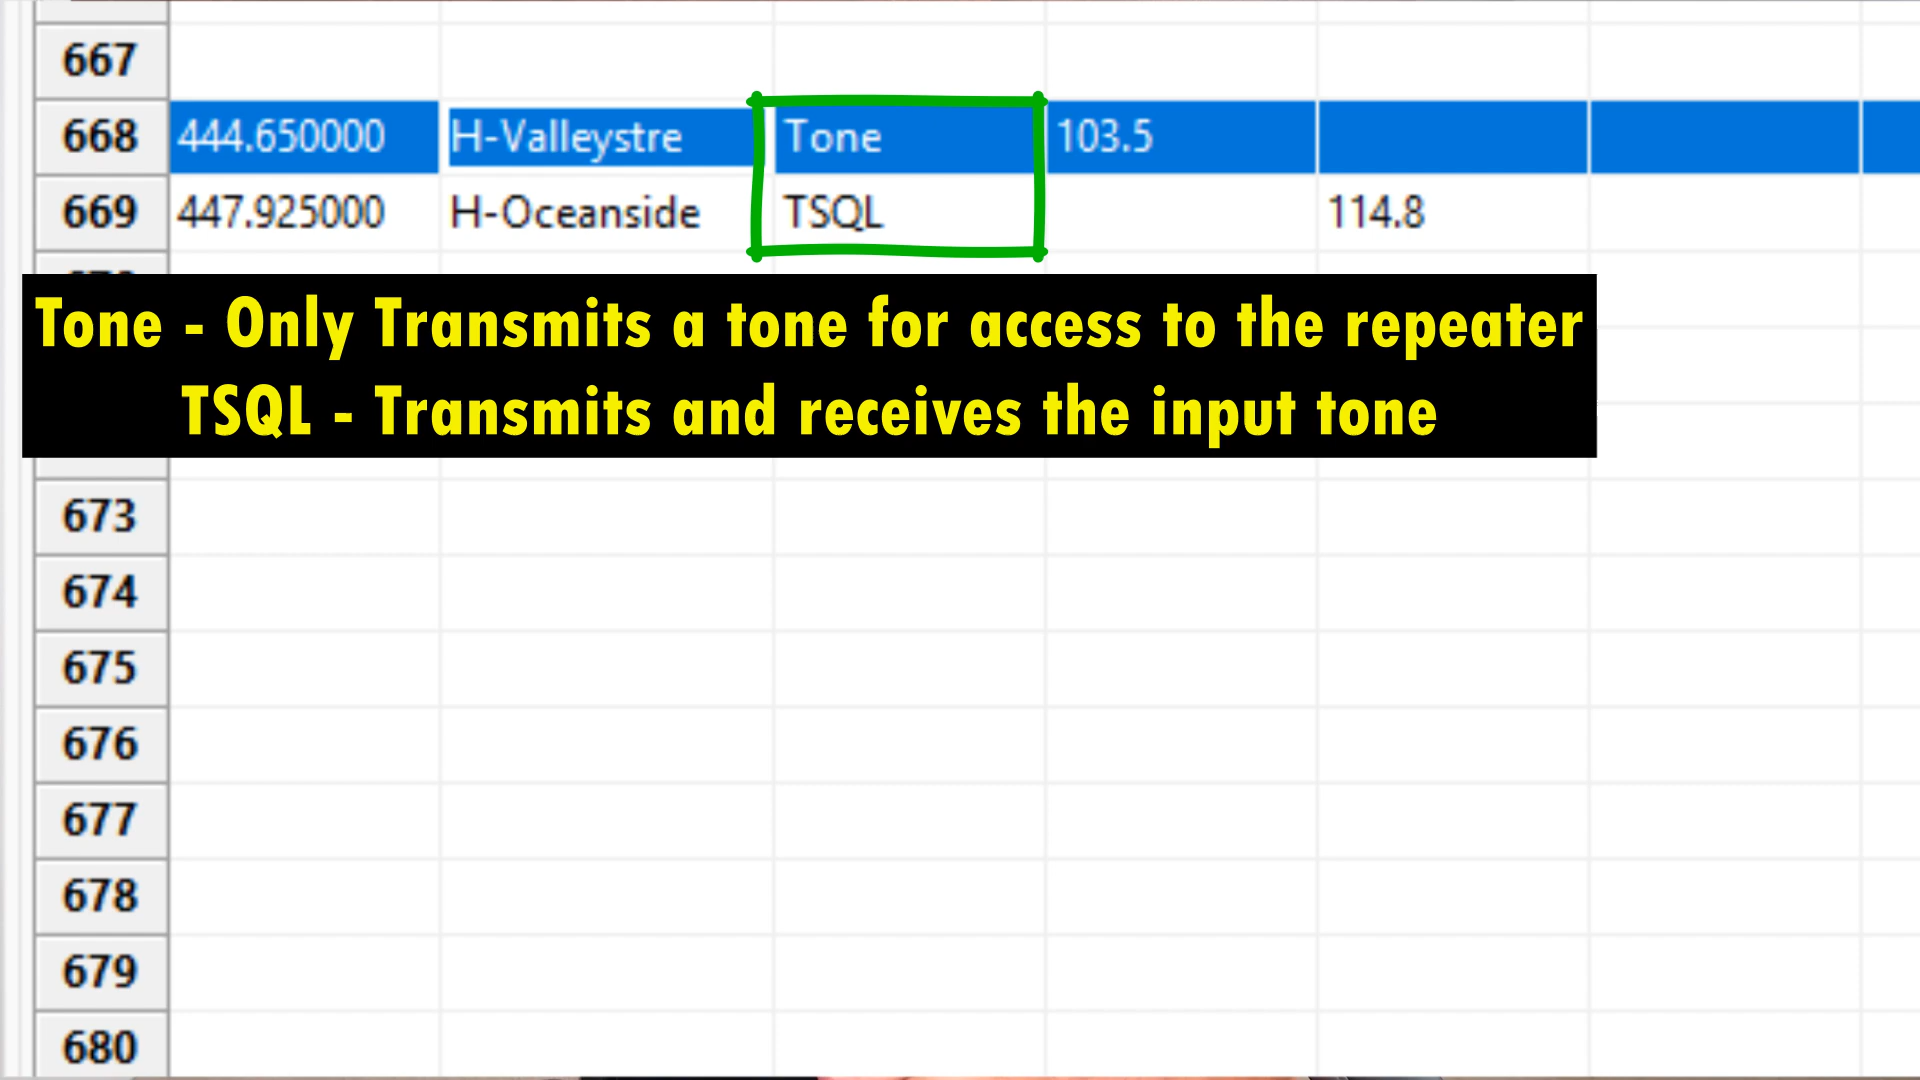 667
668 444.650000 H-Valleystre Tone 103.5
669 447.925000 H-Oceanside TSQL 114.8
Tone - Only Transmits a tone for access to the repeater
TSQL - Transmits and receives the input tone
673
674
675
676
677
678
679
680